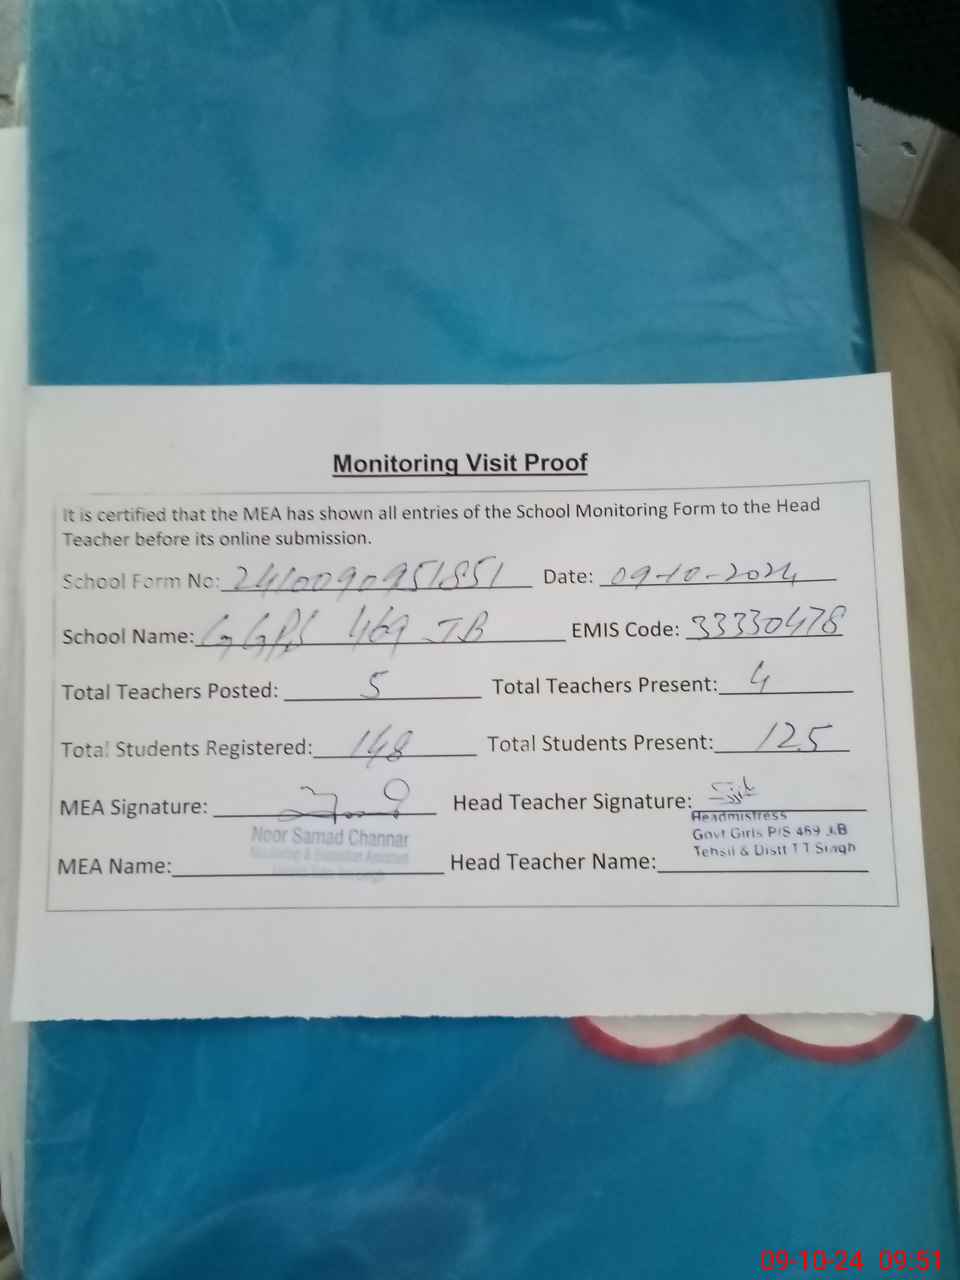 Monitoring Visit Proof
It is certified that the MEA has shown all entries of the School Monitoring Form to the Head
Teacher before its online submission.
School Form No: 2410090951851 Date: 09-10-2024
School Name: GGPS 469 JB EMIS Code: 33330478
Total Teachers Posted: 5 Total Teachers Present: 4
Total Students Registered: 148 Total Students Present: 125
MEA Signature: Head Teacher Signature:
Headmistress
Noor Samad Channar Govt Girls P/S 469 J.B
Monitoring & Evaluation Assistant Tehsil & Distt T T Singh
MEA Name: Head Teacher Name:
09-10-24 09:51